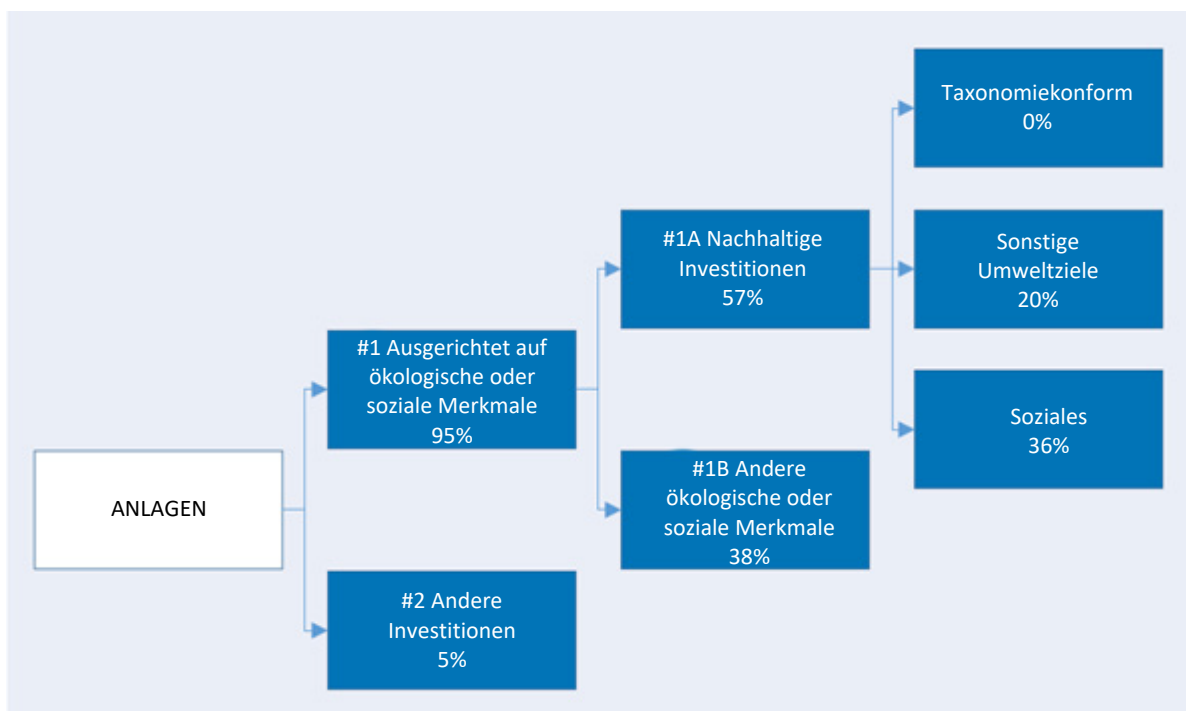 ANLAGEN
#1 Ausgerichtet auf
ökologische oder
soziale Merkmale
95%
#2 Andere
Investitionen
5%
#1A Nachhaltige
Investitionen
57%
#1B Andere
ökologische oder
soziale Merkmale
38%
Taxonomiekonform
0%
Sonstige
Umweltziele
20%
Soziales
36%